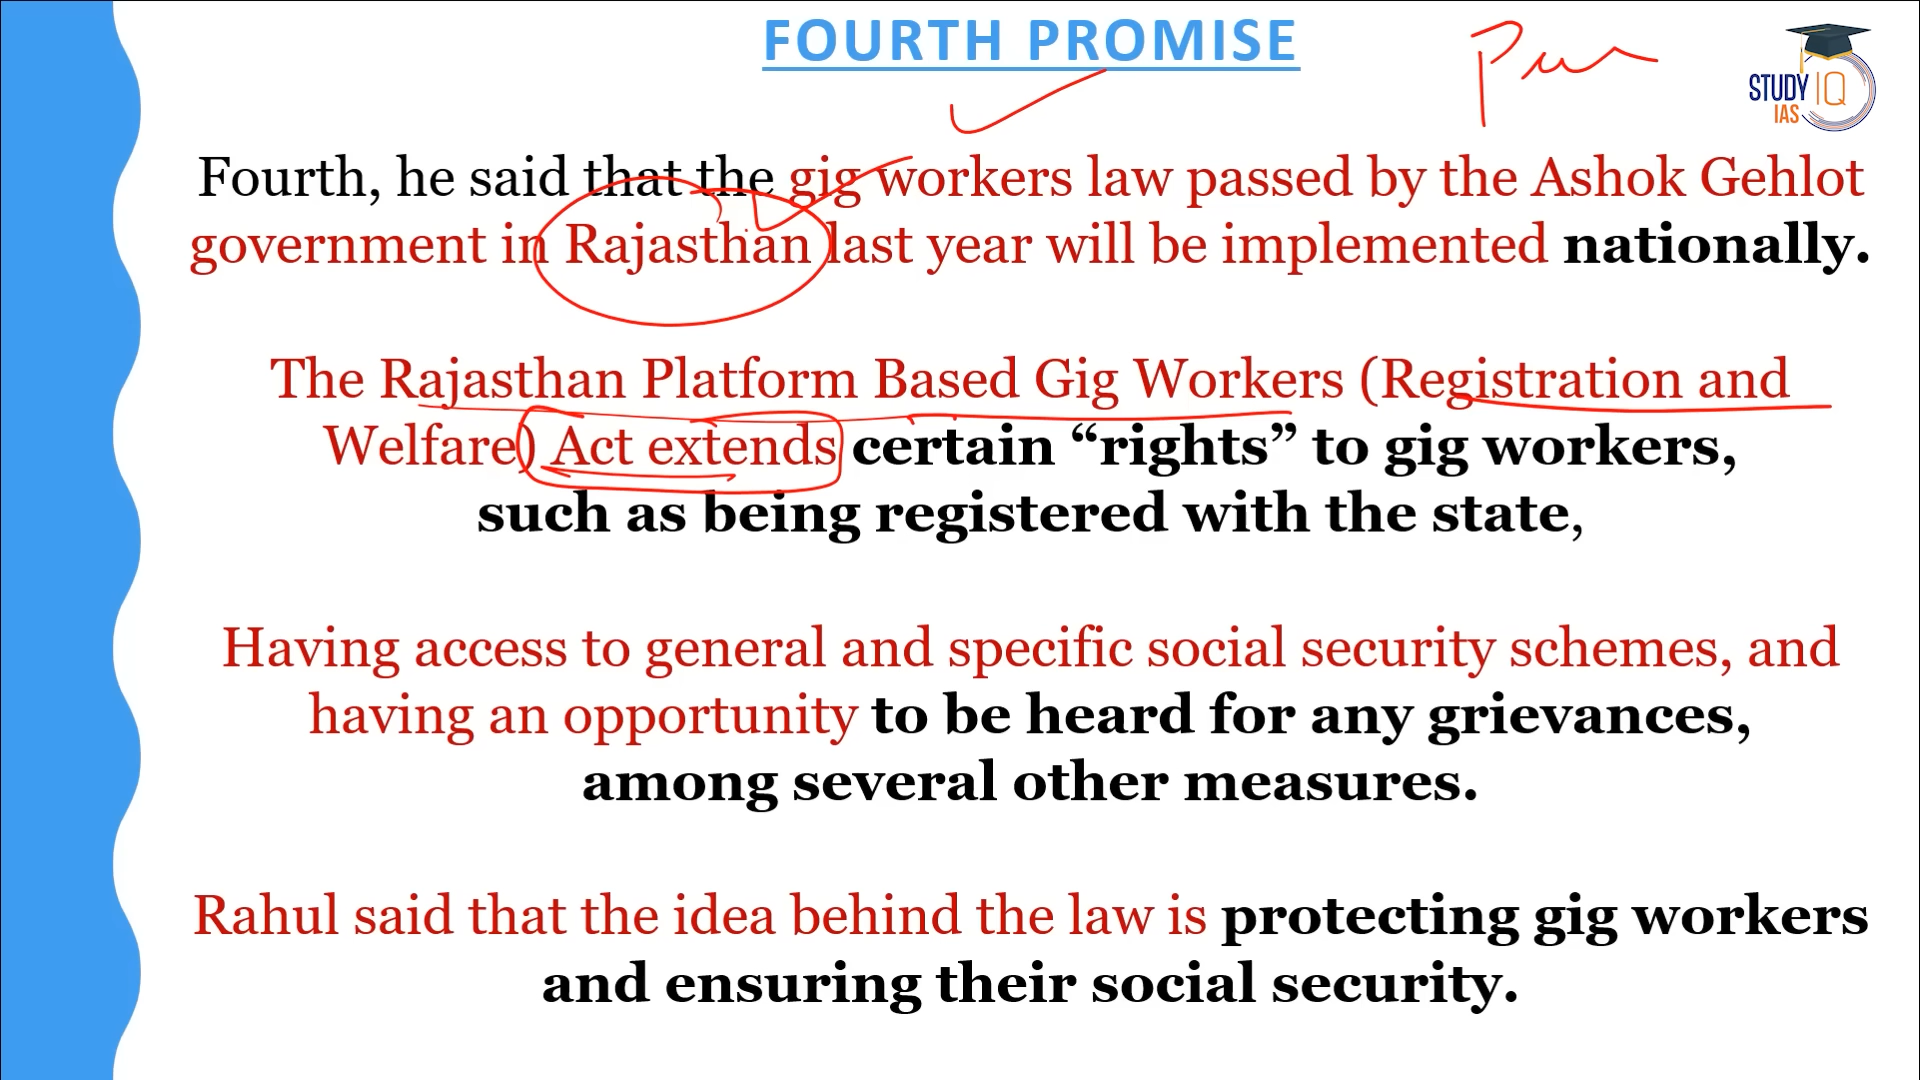 FOURTH PROMISE
STUDY IQ
IAS
Fourth, he said that the gig workers law passed by the Ashok Gehlot
government in Rajasthan last year will be implemented nationally.
The Rajasthan Platform Based Gig Workers (Registration and
Welfare) Act extends certain “rights” to gig workers,
such as being registered with the state,
Having access to general and specific social security schemes, and
having an opportunity to be heard for any grievances,
among several other measures.
Rahul said that the idea behind the law is protecting gig workers
and ensuring their social security.